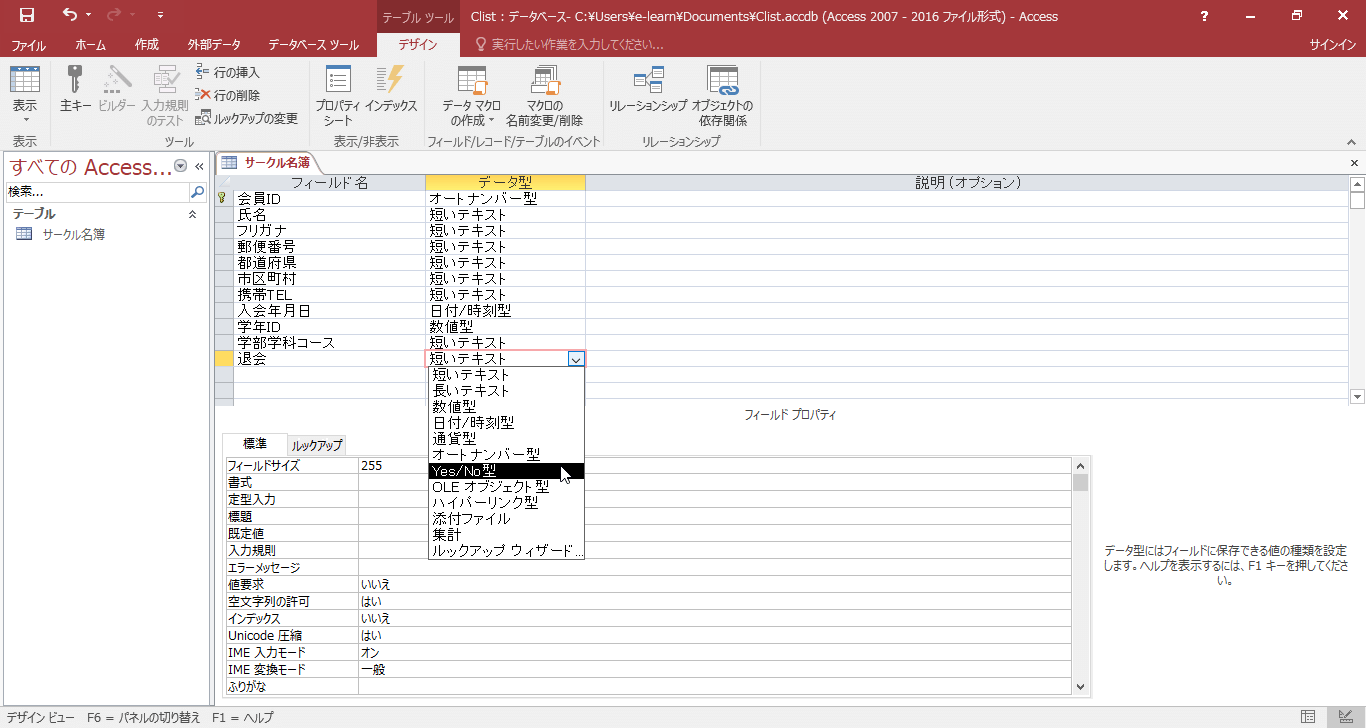 テーブル ツール
Clist : データベース- C:¥Users¥e-learn¥Documents¥Clist.accdb (Access 2007 - 2016 ファイル形式) - Access
?
ファイル ホーム 作成 外部データ データベース ツール デザイン 実行したい作業を入力してください... サインイン
表示
主キー
ビルダー
入力規則
のテスト
行の挿入
行の削除
ルックアップの変更
プロパティ
シート
インデックス
データ マクロ
の作成
マクロの
名前変更/削除
リレーションシップ
オブジェクトの
依存関係
表示 ツール 表示/非表示 フィールド/レコード/テーブルのイベント リレーションシップ
すべての Access...
検索...
テーブル
サークル名簿
サークル名簿
フィールド名 データ型 説明 (オプション)
会員ID オートナンバー型
氏名 短いテキスト
フリガナ 短いテキスト
郵便番号 短いテキスト
都道府県 短いテキスト
市区町村 短いテキスト
携帯TEL 短いテキスト
入会年月日 日付/時刻型
学年ID 数値型
学部学科コース 短いテキスト
退会 短いテキスト
短いテキスト
長いテキスト
数値型
日付/時刻型
通貨型
オートナンバー型
Yes/No型
OLE オブジェクト型
ハイパーリンク型
添付ファイル
集計
ルックアップ ウィザード...
フィールド プロパティ
標準 ルックアップ
フィールドサイズ 255
書式
定型入力
標題
既定値
入力規則
エラーメッセージ
値要求 いいえ
空文字列の許可 はい
インデックス いいえ
Unicode 圧縮 はい
IME 入力モード オン
IME 変換モード 一般
ふりがな
データ型にはフィールドに保存できる値の種類を設定
します。ヘルプを表示するには、F1 キーを押してくださ
い。
デザイン ビュー F6 = パネルの切り替え F1 = ヘルプ